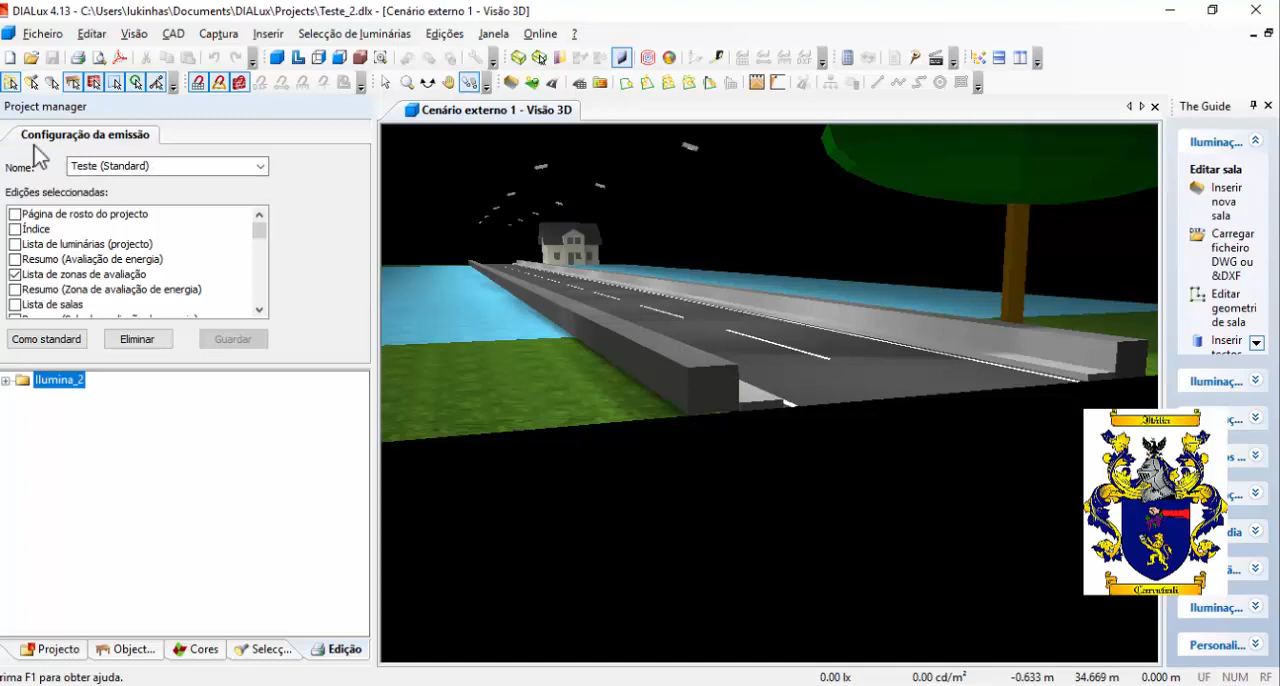 DIALux 4.13 - C:\Users\lukinhas\Documents\DIALux\Projects\Teste_2.dlx - [Cenário externo 1 - Visão 3D]
Ficheiro Editar Visão CAD Captura Inserir Selecção de luminárias Edições Janela Online ?
Project manager
Configuração da emissão
Nome:
Teste (Standard)
Edições seleccionadas:
Página de rosto do projecto
Índice
Lista de luminárias (projecto)
Resumo (Avaliação de energia)
Lista de zonas de avaliação
Resumo (Zona de avaliação de energia)
Lista de salas
Como standard Eliminar Guardar
Ilumina_2
Projecto Object... Cores Selecç... Edição
Cenário externo 1 - Visão 3D
The Guide
Iluminaç...
Editar sala
Inserir
nova
sala
Carregar
ficheiro
DWG ou
&DXF
Editar
geometri
de sala
Inserir
Iluminaç...
Itália
Iluminaç...
Personali...
rima F1 para obter ajuda.
0.00 lx 0.00 cd/m² -0.633 m 34.669 m 0.000 m UF NUM RF